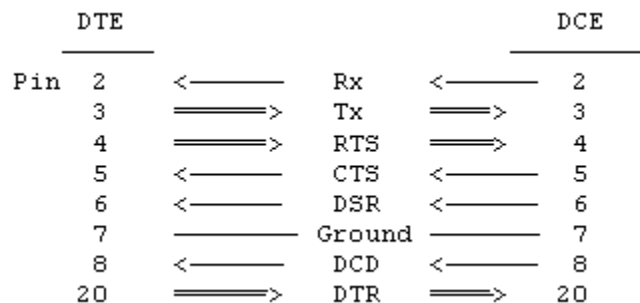 DTE DCE
Pin 2 <—— Rx <—— 2
3 ==> Tx ==> 3
4 ==> RTS ==> 4
5 <—— CTS <—— 5
6 <—— DSR <—— 6
7 —— Ground —— 7
8 <—— DCD <—— 8
20 ==> DTR ==> 20